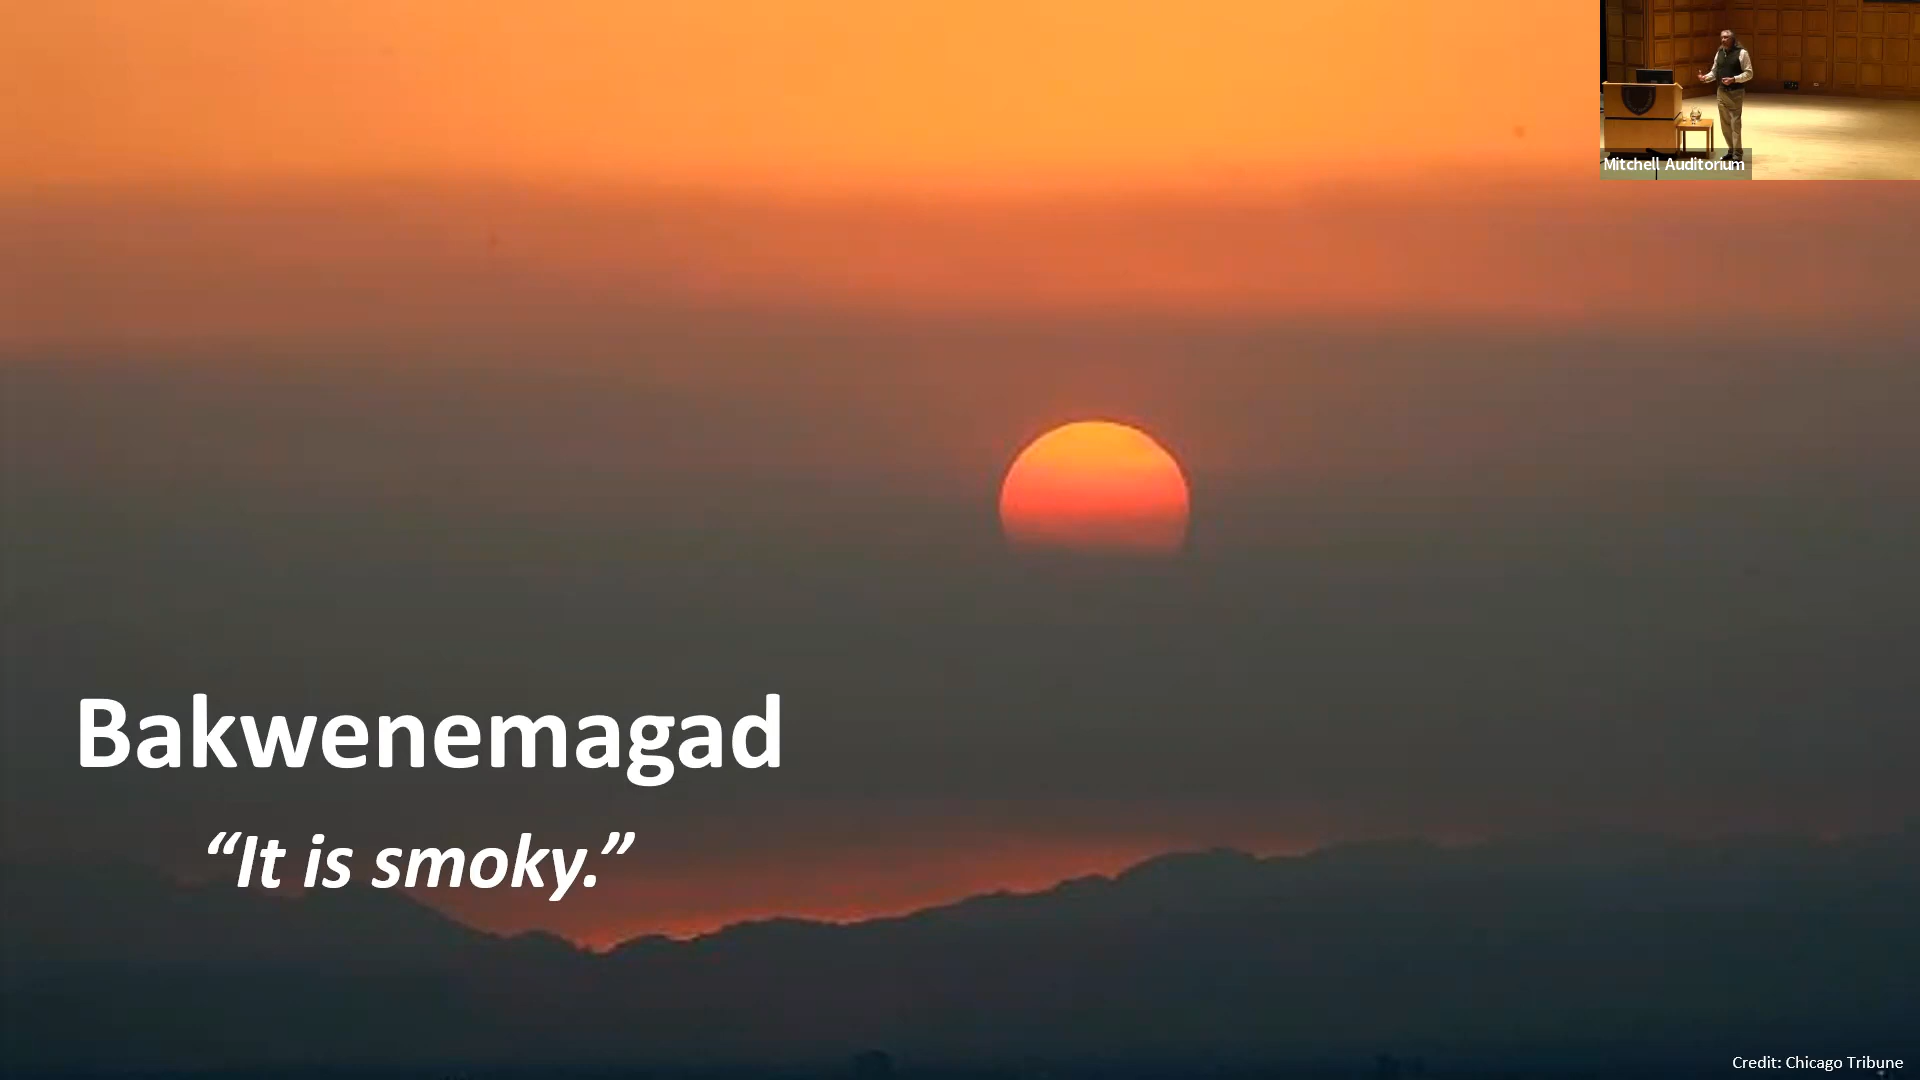 Mitchell Auditorium
Bakwenemagad
“It is smoky.”
Credit: Chicago Tribune